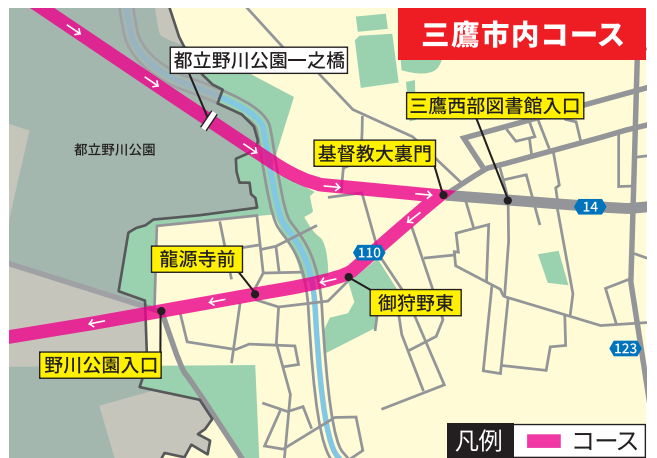 三鷹市内コース
都立野川公園一之橋
三鷹西部図書館入口
都立野川公園
基督教大裏門
14
110
龍源寺前
御狩野東
野川公園入口
123
凡例 コース